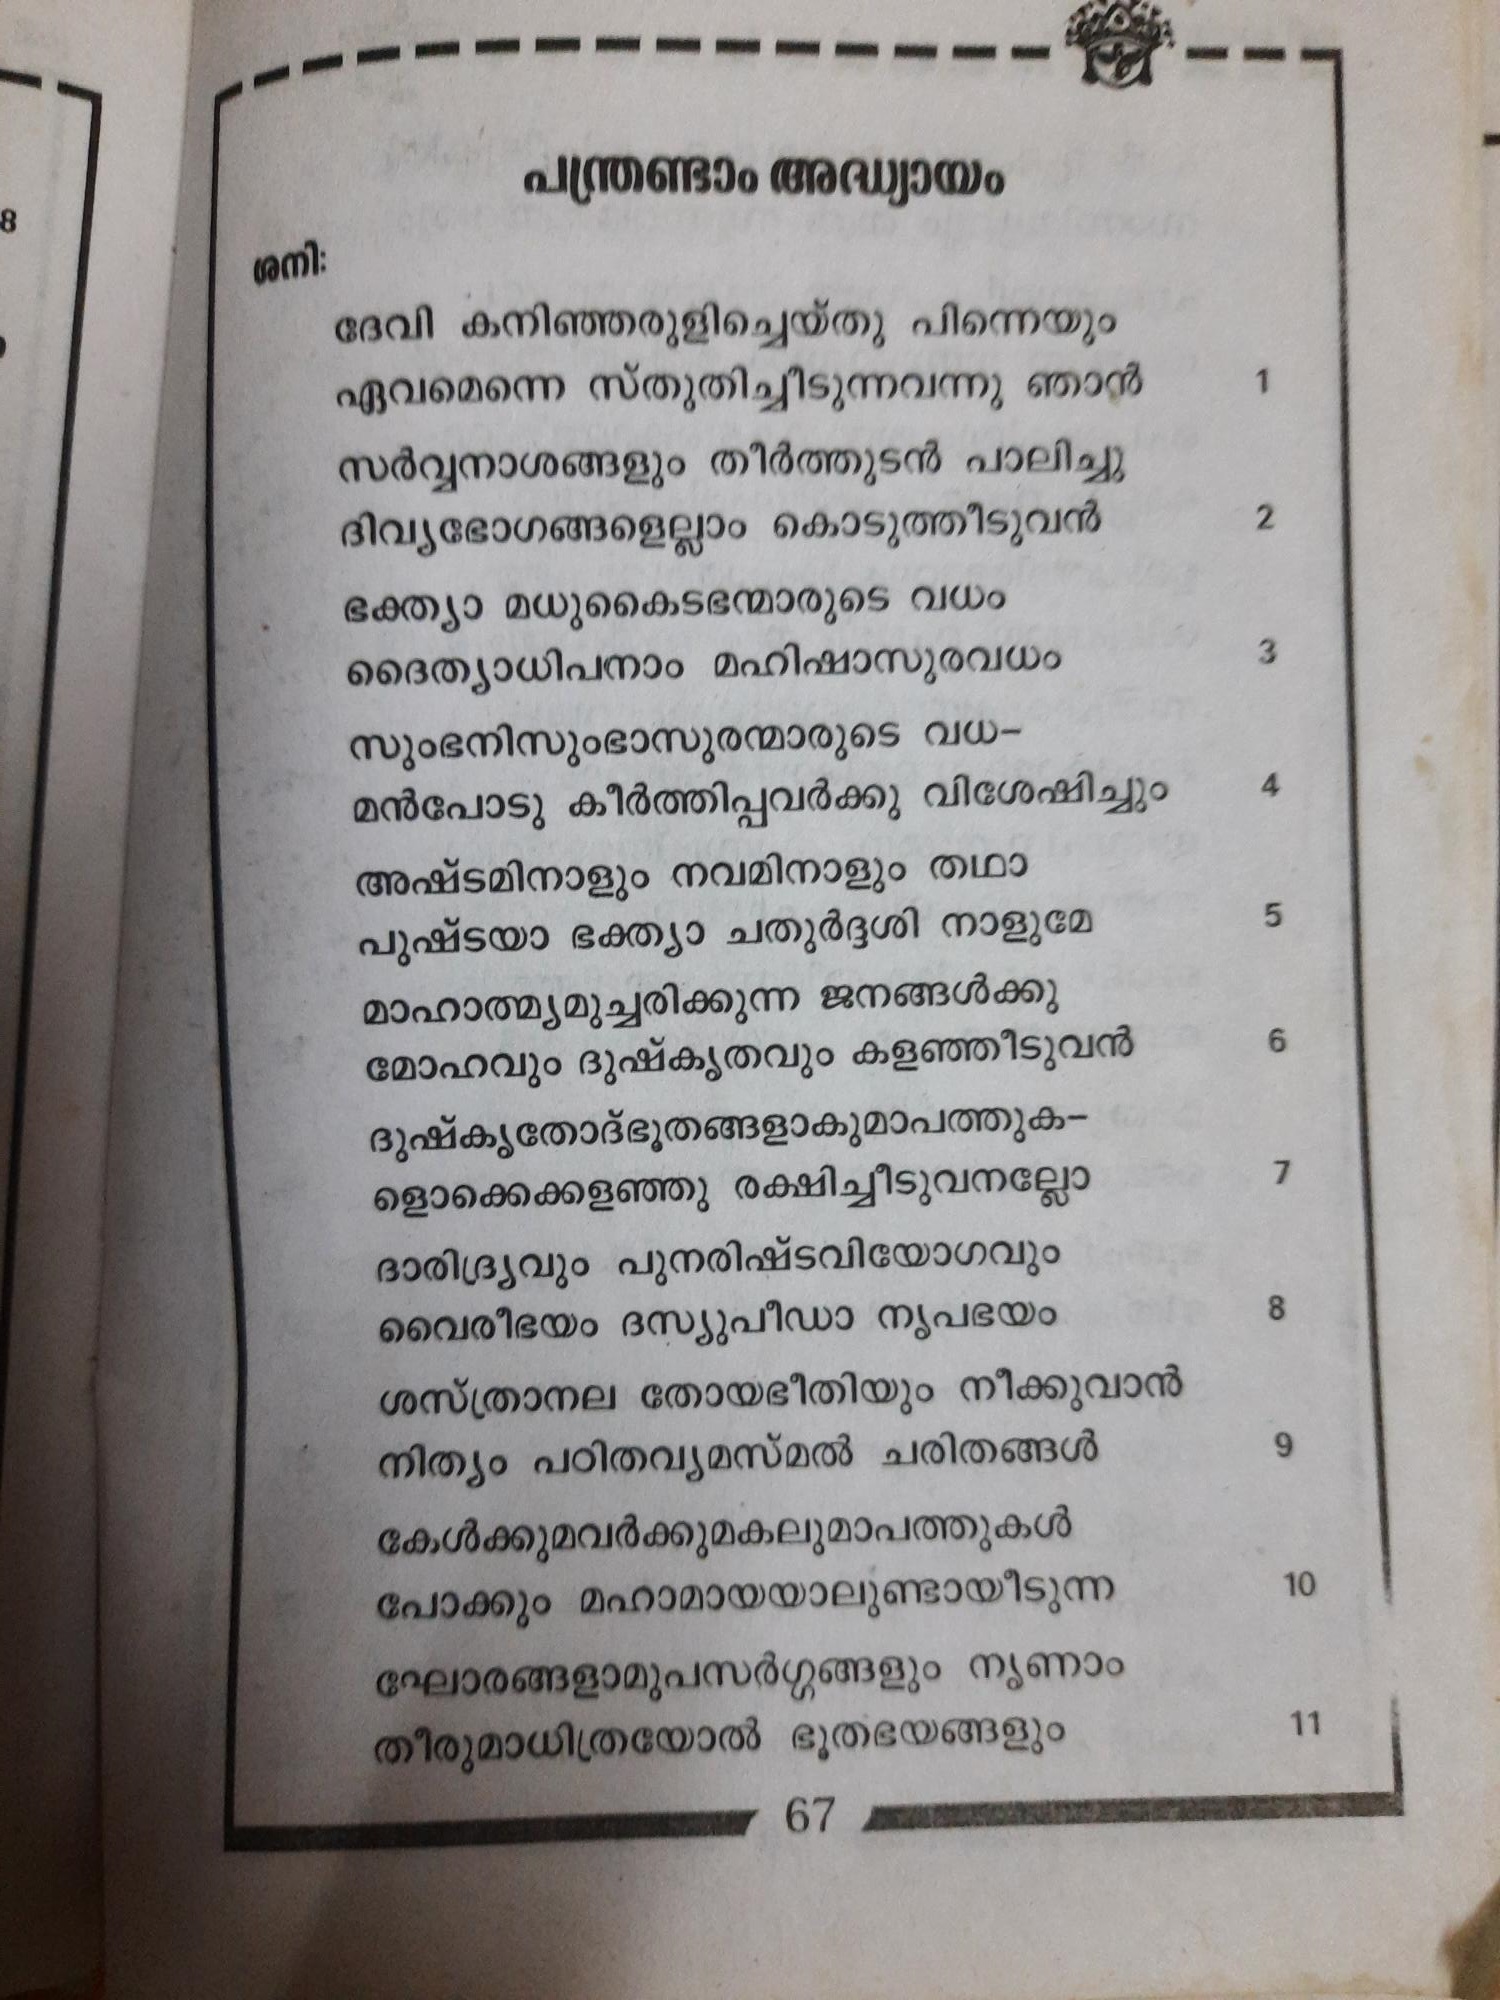 പന്ത്രണ്ടാം അദ്ധ്യായം
ശനി:
ദേവി കനിഞ്ഞരുളിച്ചെയ്തു പിന്നെയും
ഏവമെന്നെ സ്തുതിച്ചീടുന്നവന്നു ഞാൻ 1
സർവ്വനാശങ്ങളും തീർത്തുടൻ പാലിച്ചു
ദിവ്യഭോഗങ്ങളെല്ലാം കൊടുത്തീടുവൻ 2
ഭക്ത്യാ മധുകൈടഭന്മാരുടെ വധം
ദൈത്യാധിപനാം മഹിഷാസുരവധം 3
സുംഭനിസുംഭാസുരന്മാരുടെ വധ–
മൻപോടു കീർത്തിപ്പവർക്കു വിശേഷിച്ചും 4
അഷ്ടമിനാളും നവമിനാളും തഥാ
പുഷ്ടയാ ഭക്ത്യാ ചതുർദ്ദശി നാളുമേ 5
മാഹാത്മ്യമുച്ചരിക്കുന്ന ജനങ്ങൾക്കു
മോഹവും ദുഷ്കൃതവും കളഞ്ഞീടുവൻ 6
ദുഷ്കൃതോദ്ഭൂതങ്ങളാകുമാപത്തുക–
ളൊക്കെക്കളഞ്ഞു രക്ഷിച്ചീടുവനല്ലോ 7
ദാരിദ്ര്യവും പുനരിഷ്ടവിയോഗവും
വൈരീഭയം ദസ്യുപീഡാ നൃപഭയം 8
ശസ്ത്രാനല തോയഭീതിയും നീക്കുവാൻ
നിത്യം പഠിതവ്യമസ്മൽ ചരിതങ്ങൾ 9
കേൾക്കുമവർക്കുമകലുമാപത്തുകൾ
പോക്കും മഹാമായയാലുണ്ടായീടുന്ന 10
ഘോരങ്ങളാമുപസർഗ്ഗങ്ങളും നൃണാം
തീരുമാധിത്രയോൽ ഭൂതഭയങ്ങളും 11
67
8